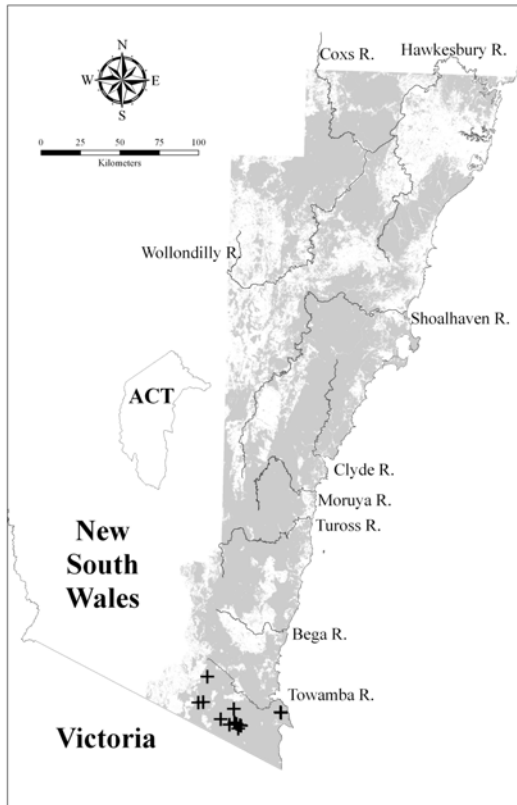 Coxs R.
Hawkesbury R.
N
W E
S
0 25 50 75 100
Kilometers
Wollondilly R.
Shoalhaven R.
ACT
Clyde R.
Moruya R.
Tuross R.
New
South
Wales
Bega R.
Towamba R.
Victoria